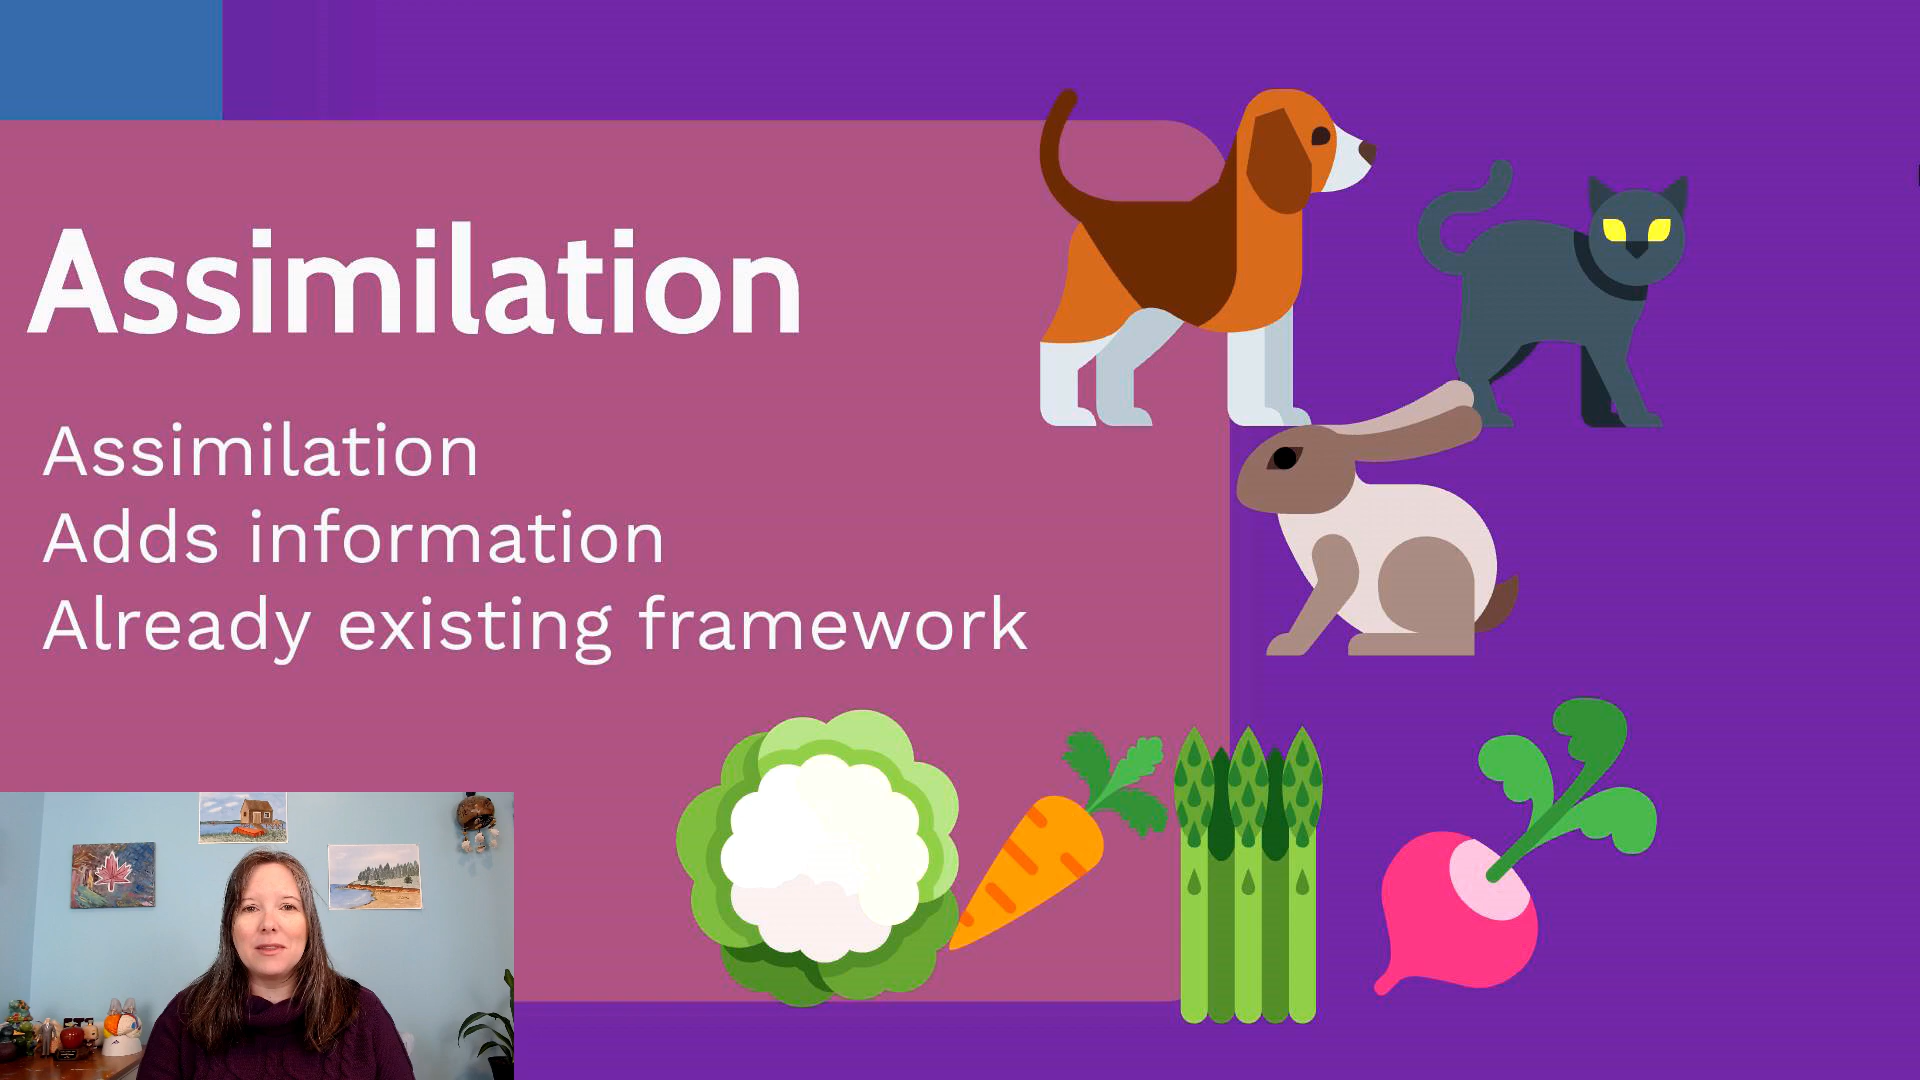 Assimilation
Assimilation
Adds information
Already existing framework